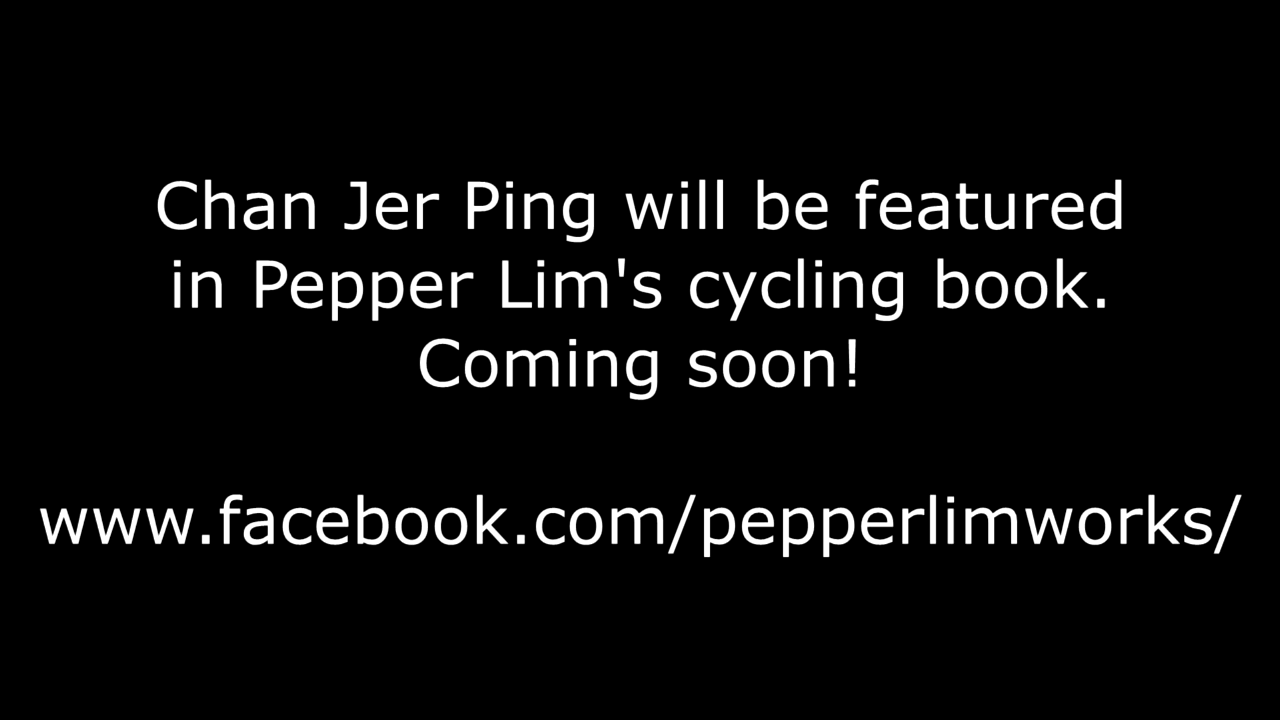 Chan Jer Ping will be featured
in Pepper Lim's cycling book.
Coming soon!
www.facebook.com/pepperlimworks/